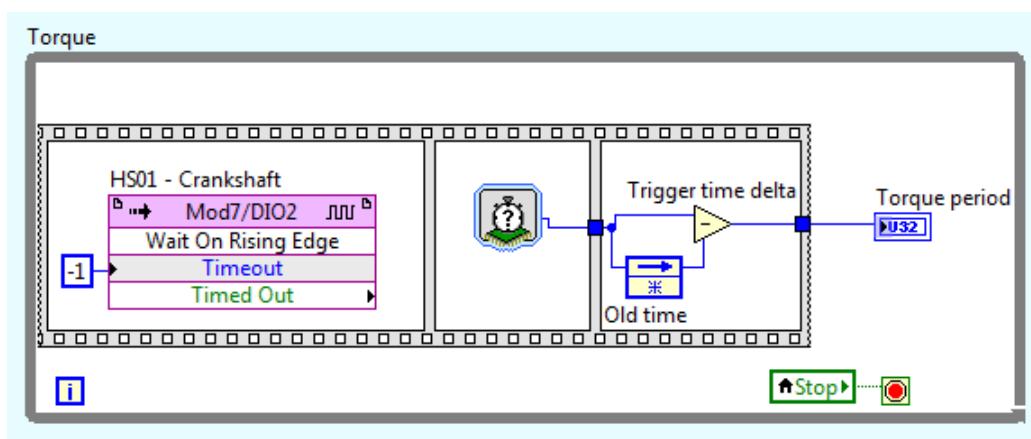 Torque
HS01 - Crankshaft
Mod7/DIO2
Wait On Rising Edge
-1
Timeout
Timed Out
?
Trigger time delta
-
Old time
Torque period
U32
i
Stop